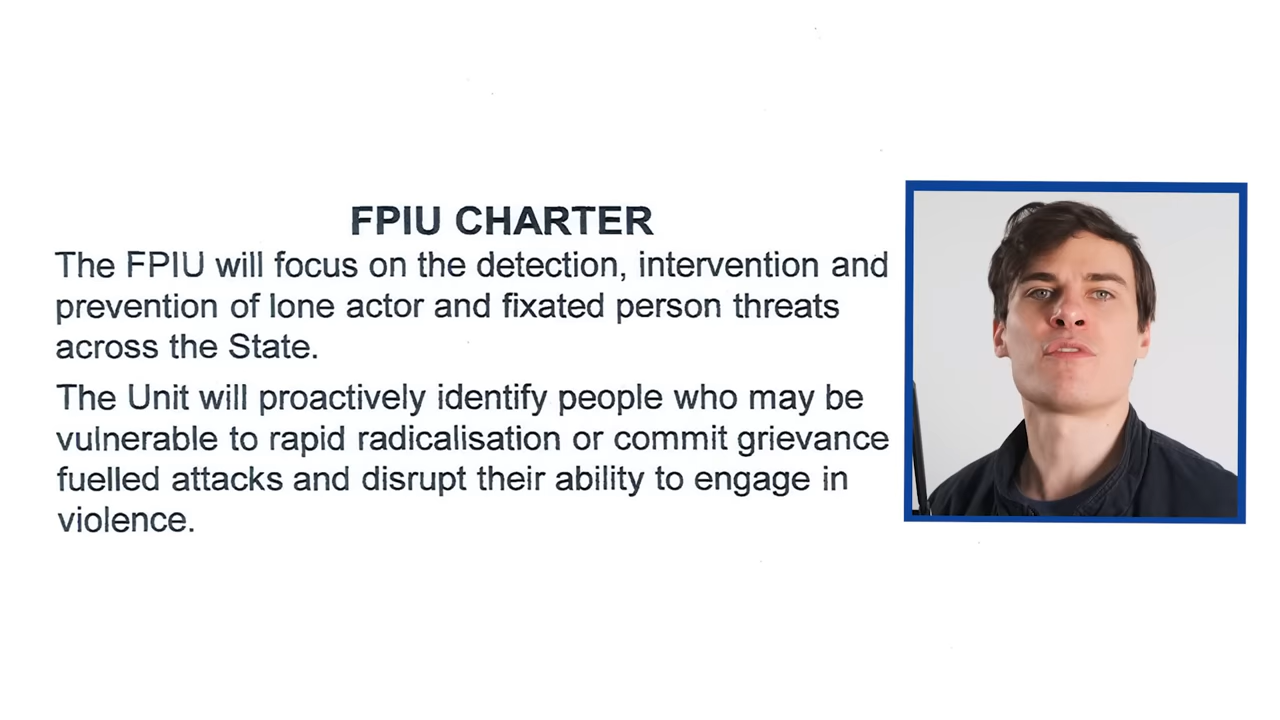 FPIU CHARTER
The FPIU will focus on the detection, intervention and
prevention of lone actor and fixated person threats
across the State.
The Unit will proactively identify people who may be
vulnerable to rapid radicalisation or commit grievance
fuelled attacks and disrupt their ability to engage in
violence.